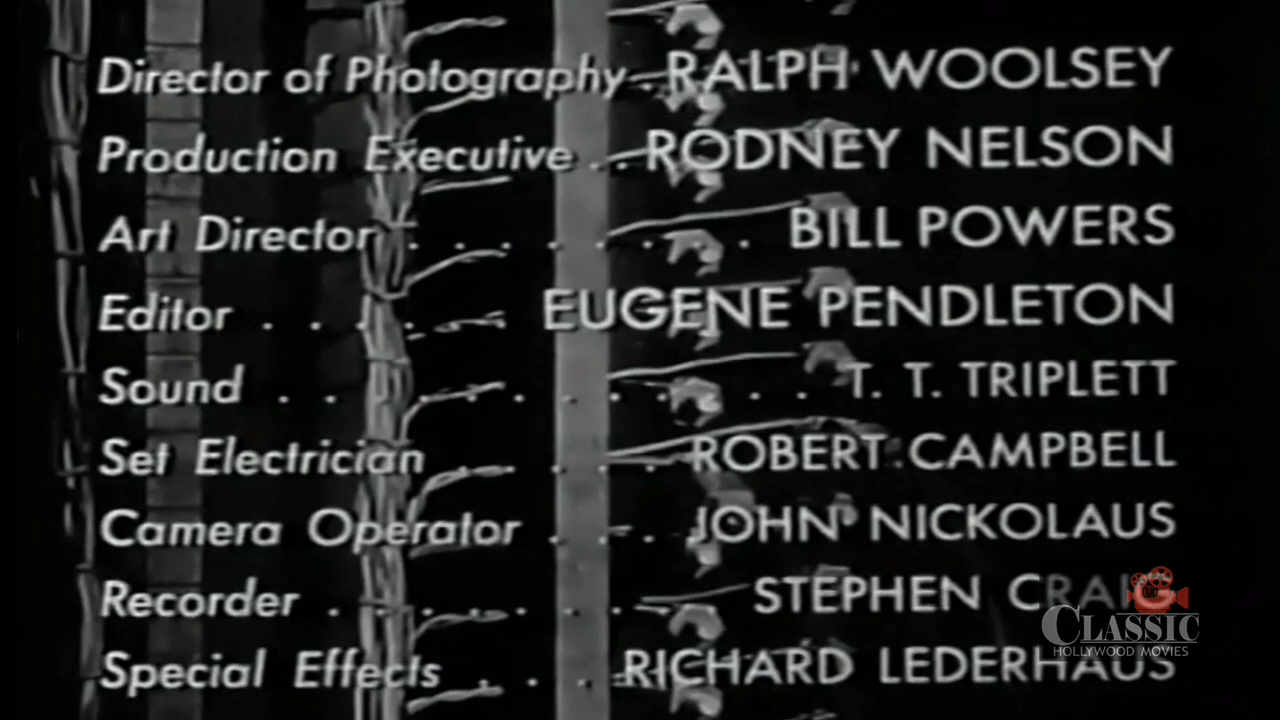 Director of Photography . RALPH WOOLSEY
Production Executive . . RODNEY NELSON
Art Director . . . . . . . . BILL POWERS
Editor . . . . . EUGENE PENDLETON
Sound . . . . . . . . . . . . T. T. TRIPLETT
Set Electrician . . . . . ROBERT CAMPBELL
Camera Operator . . . JOHN NICKOLAUS
Recorder . . . . . . . . STEPHEN CRAIG
Special Effects . . . RICHARD LEDERHAUS
CLASSIC
HOLLYWOOD MOVIES